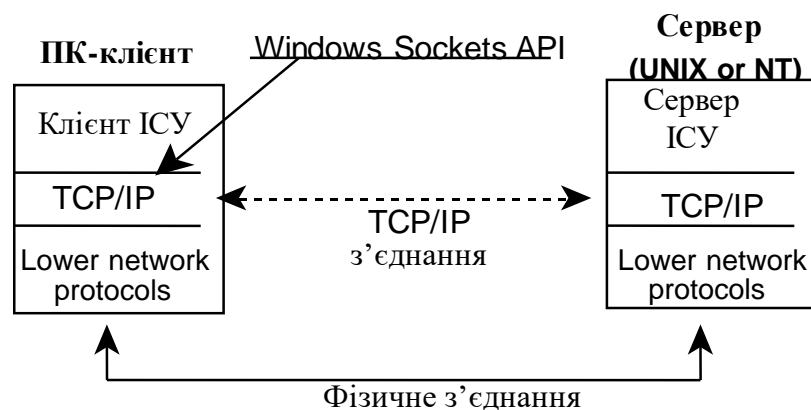 ПК-клієнт
Windows Sockets API
Сервер
(UNIX or NT)
Клієнт ІСУ
Сервер
ІСУ
TCP/IP
TCP/IP
з’єднання
TCP/IP
Lower network
protocols
Lower network
protocols
Фізичне з’єднання